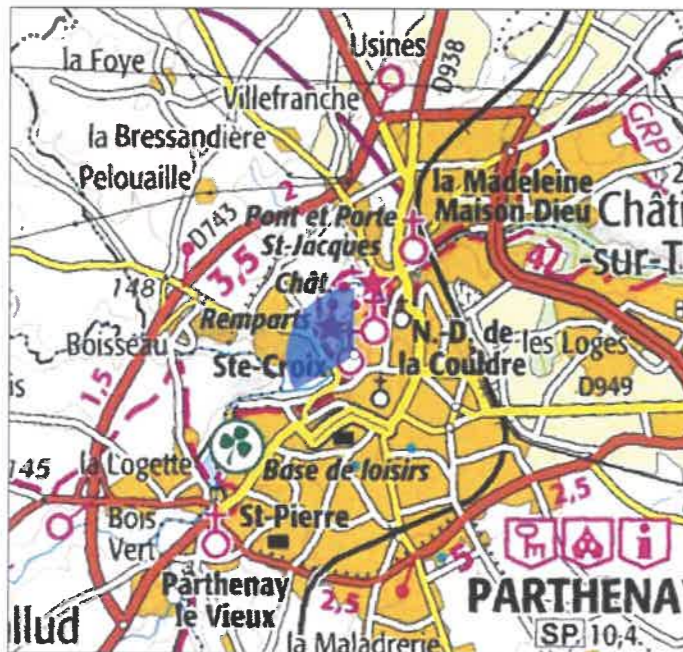 Usines
D938
la Foye
Villefranche
la Bressandière
GRP
Pelouaille
2
la Madeleine
Maison-Dieu
D743
Pont et Porte
St-Jacques
Châti
-sur-T
3,5
Chât
148
Remparts
N.-D. de
la Couldre
les Loges
Boisseau
Ste-Croix
D949
is
1,5
la Logette
Base de loisirs
145
2,5
Bois
Vert
St-Pierre
5
Parthenay
le Vieux
2,5
PARTHENAY
llud
la Maladrerie
SP 10,4.